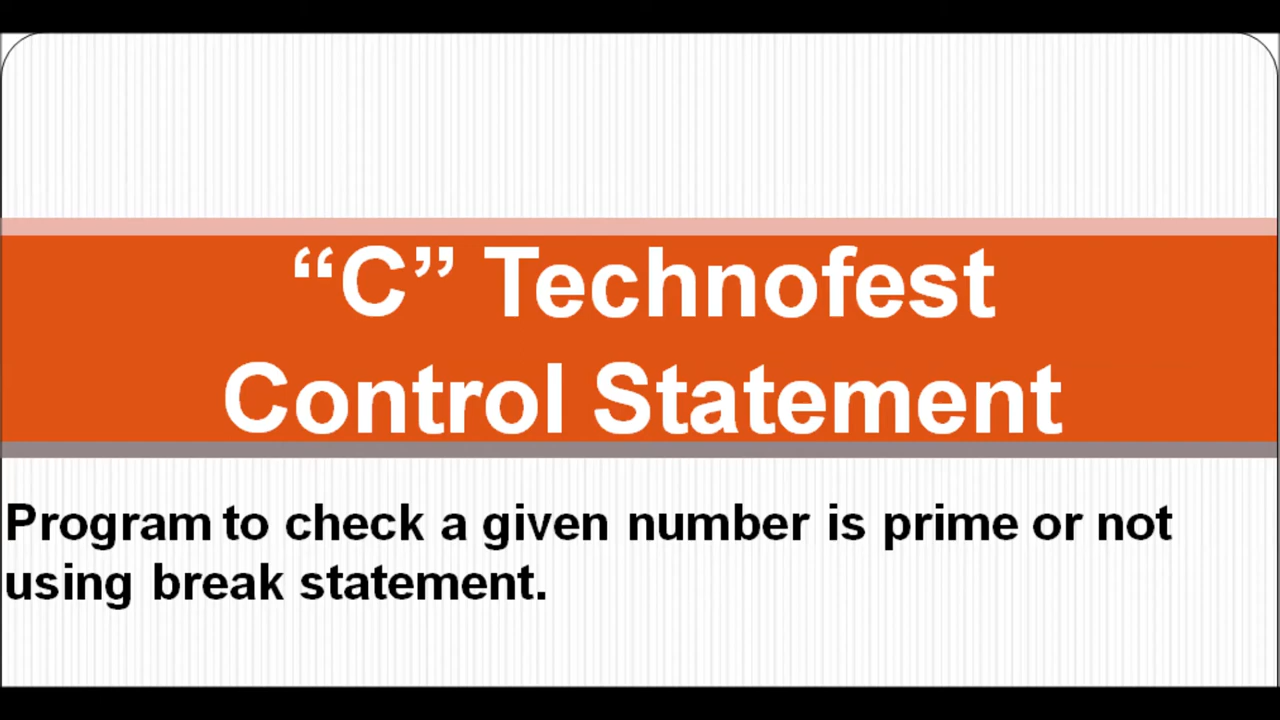 “C” Technofest
Control Statement
Program to check a given number is prime or not
using break statement.